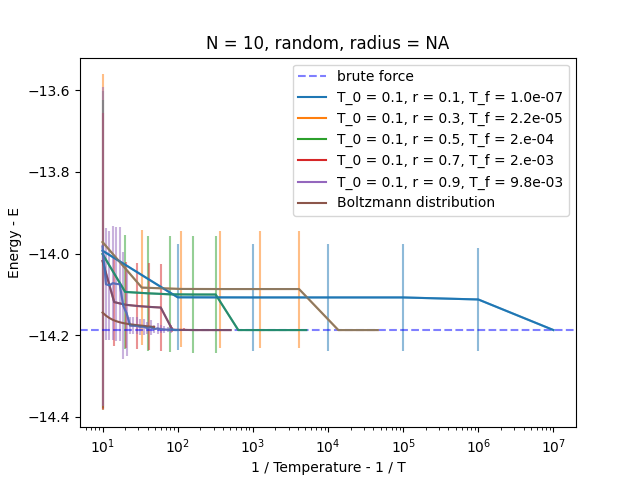 N = 10, random, radius = NA
brute force
T_0 = 0.1, r = 0.1, T_f = 1.0e-07
T_0 = 0.1, r = 0.3, T_f = 2.2e-05
T_0 = 0.1, r = 0.5, T_f = 2.e-04
T_0 = 0.1, r = 0.7, T_f = 2.e-03
T_0 = 0.1, r = 0.9, T_f = 9.8e-03
Boltzmann distribution
Energy - E
−13.6
−13.8
−14.0
−14.2
−14.4
10¹ 10² 10³ 10⁴ 10⁵ 10⁶ 10⁷
1 / Temperature - 1 / T